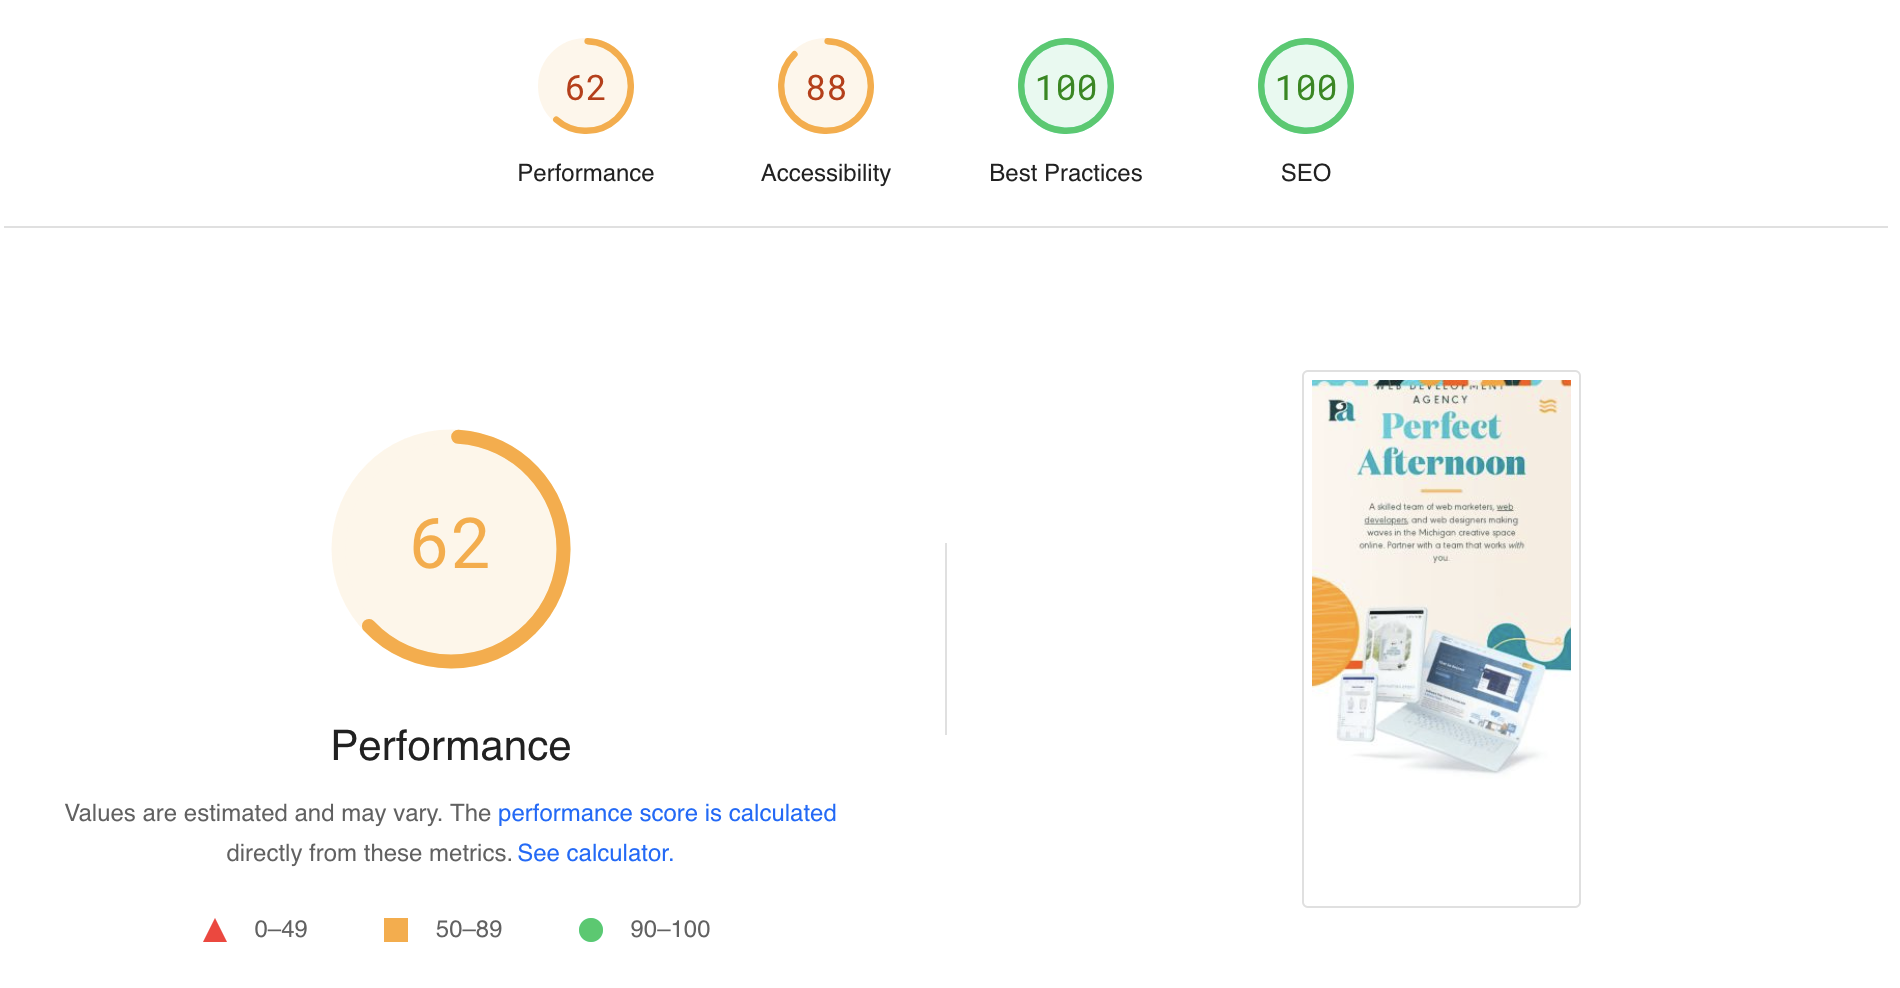 62
88
100
100
Performance
Accessibility
Best Practices
SEO
62
Performance
Values are estimated and may vary. The performance score is calculated
directly from these metrics. See calculator.
0–49
50–89
90–100
WEB DEVELOPMENT
AGENCY
Pa
Perfect
Afternoon
A skilled team of web marketers, web
developers, and web designers making
waves in the Michigan creative space
online. Partner with a team that works with
you.